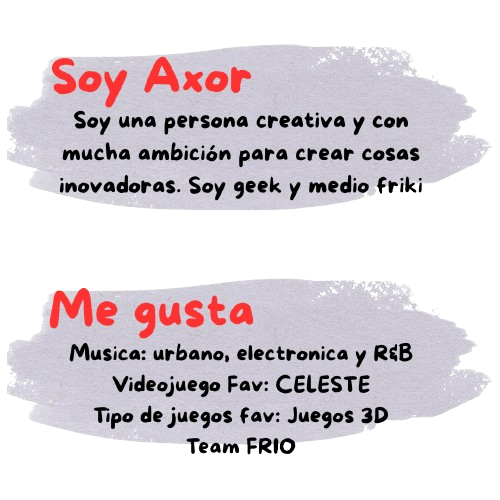 Soy Axor
Soy una persona creativa y con
mucha ambición para crear cosas
inovadoras. Soy geek y medio friki
Me gusta
Musica: urbano, electronica y R&B
Videojuego Fav: CELESTE
Tipo de juegos fav: Juegos 3D
Team FRIO